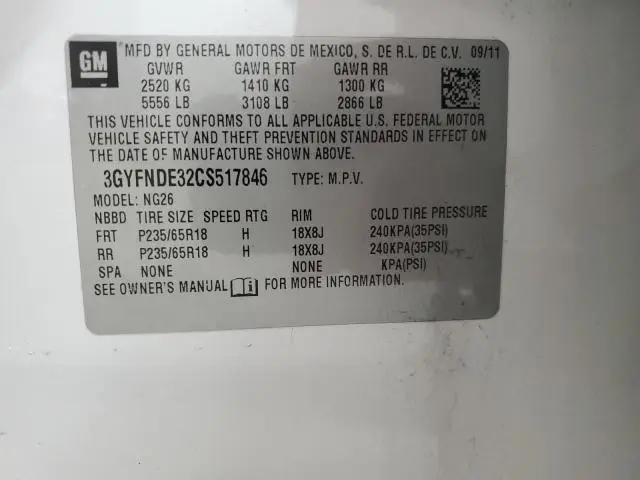 GM
MFD BY GENERAL MOTORS DE MEXICO, S. DE R.L. DE C.V. 09/11
GVWR GAWR FRT GAWR RR
2520 KG 1410 KG 1300 KG
5556 LB 3108 LB 2866 LB
THIS VEHICLE CONFORMS TO ALL APPLICABLE U.S. FEDERAL MOTOR
VEHICLE SAFETY AND THEFT PREVENTION STANDARDS IN EFFECT ON
THE DATE OF MANUFACTURE SHOWN ABOVE.
3GYFNDE32CS517846 TYPE: M.P.V.
MODEL: NG26
NBBD TIRE SIZE SPEED RTG RIM COLD TIRE PRESSURE
FRT P235/65R18 H 18X8J 240KPA(35PSI)
RR P235/65R18 H 18X8J 240KPA(35PSI)
SPA NONE NONE KPA(PSI)
SEE OWNER'S MANUAL FOR MORE INFORMATION.